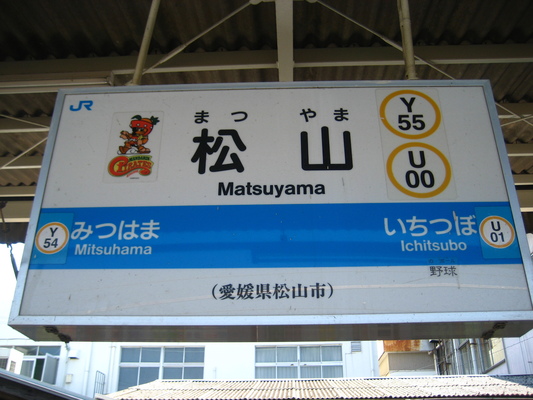 JR
まつやま
松山
Matsuyama
Y
55
U
00
Y
54
みつはま
Mitsuhama
いちつぼ
Ichitsubo
U
01
野球
(愛媛県松山市)